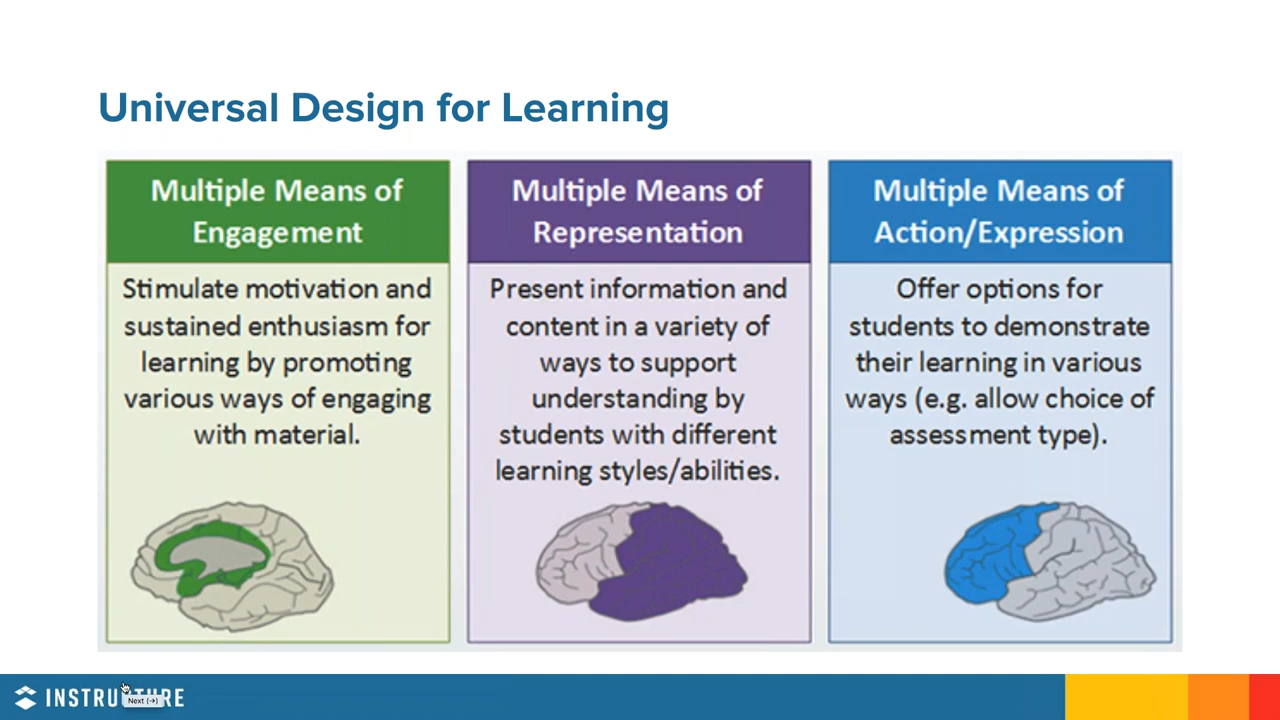 Universal Design for Learning
Multiple Means of
Engagement
Stimulate motivation and
sustained enthusiasm for
learning by promoting
various ways of engaging
with material.
Multiple Means of
Representation
Present information and
content in a variety of
ways to support
understanding by
students with different
learning styles/abilities.
Multiple Means of
Action/Expression
Offer options for
students to demonstrate
their learning in various
ways (e.g. allow choice of
assessment type).
INSTRUCTURE
Next (→)